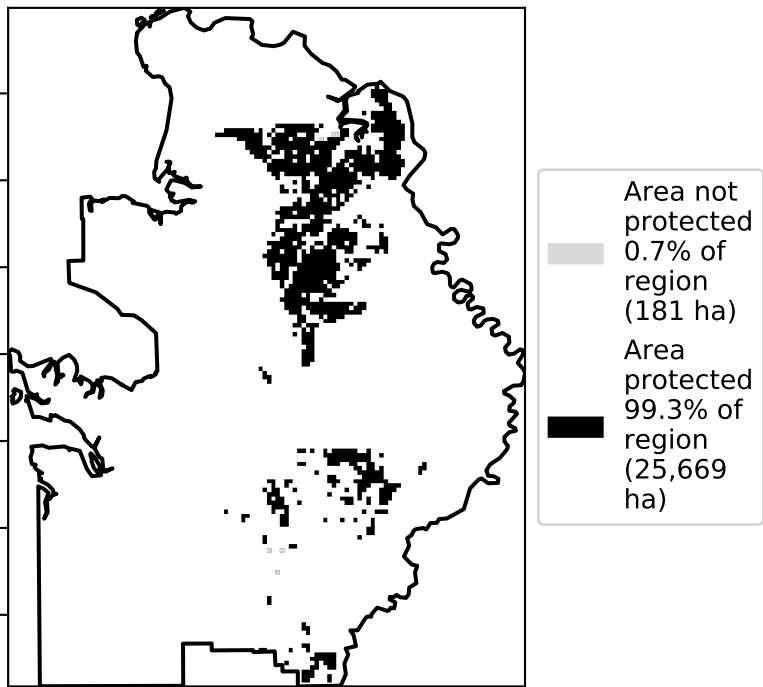 Area not
protected
0.7% of
region
(181 ha)
Area
protected
99.3% of
region
(25,669
ha)